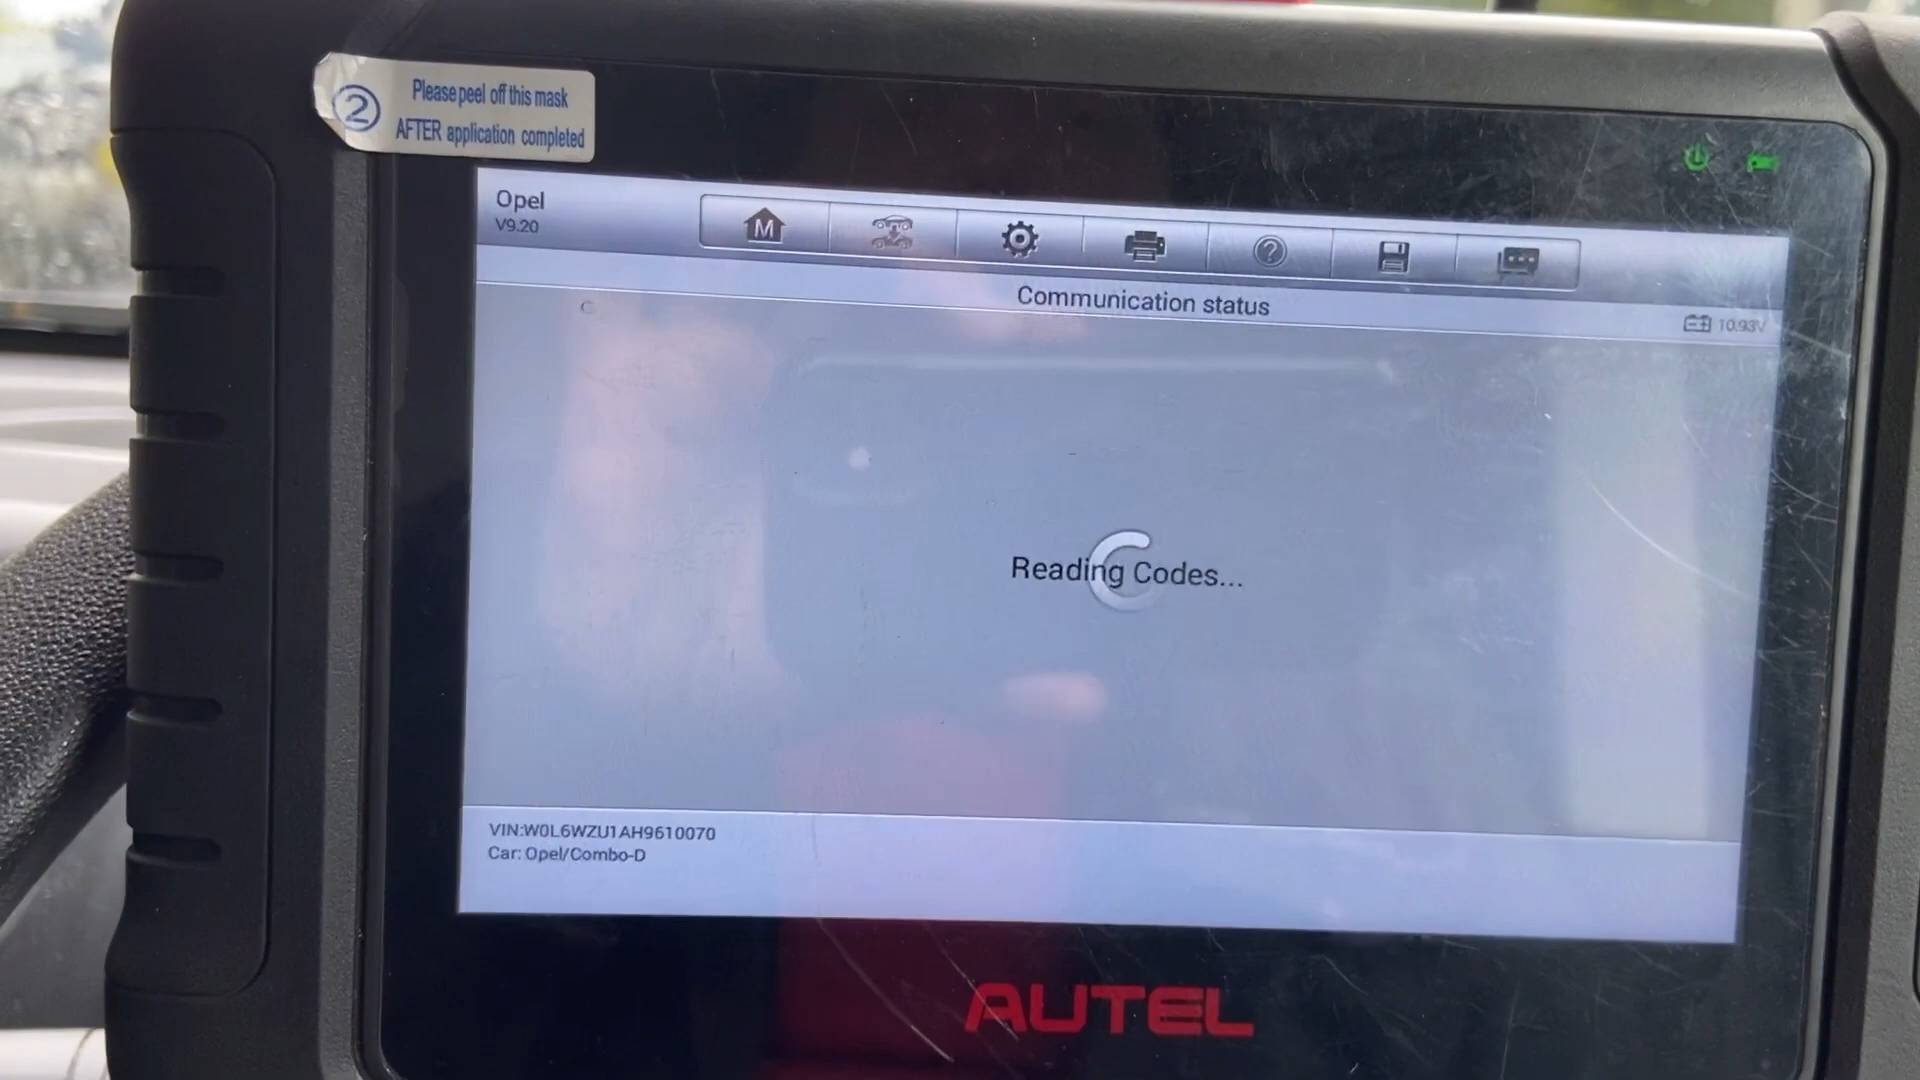 2
Please peel off this mask
AFTER application completed
Opel
V9.20
M
?
Communication status
10.93V
Reading Codes...
VIN:W0L6WZU1AH9610070
Car: Opel/Combo-D
AUTEL